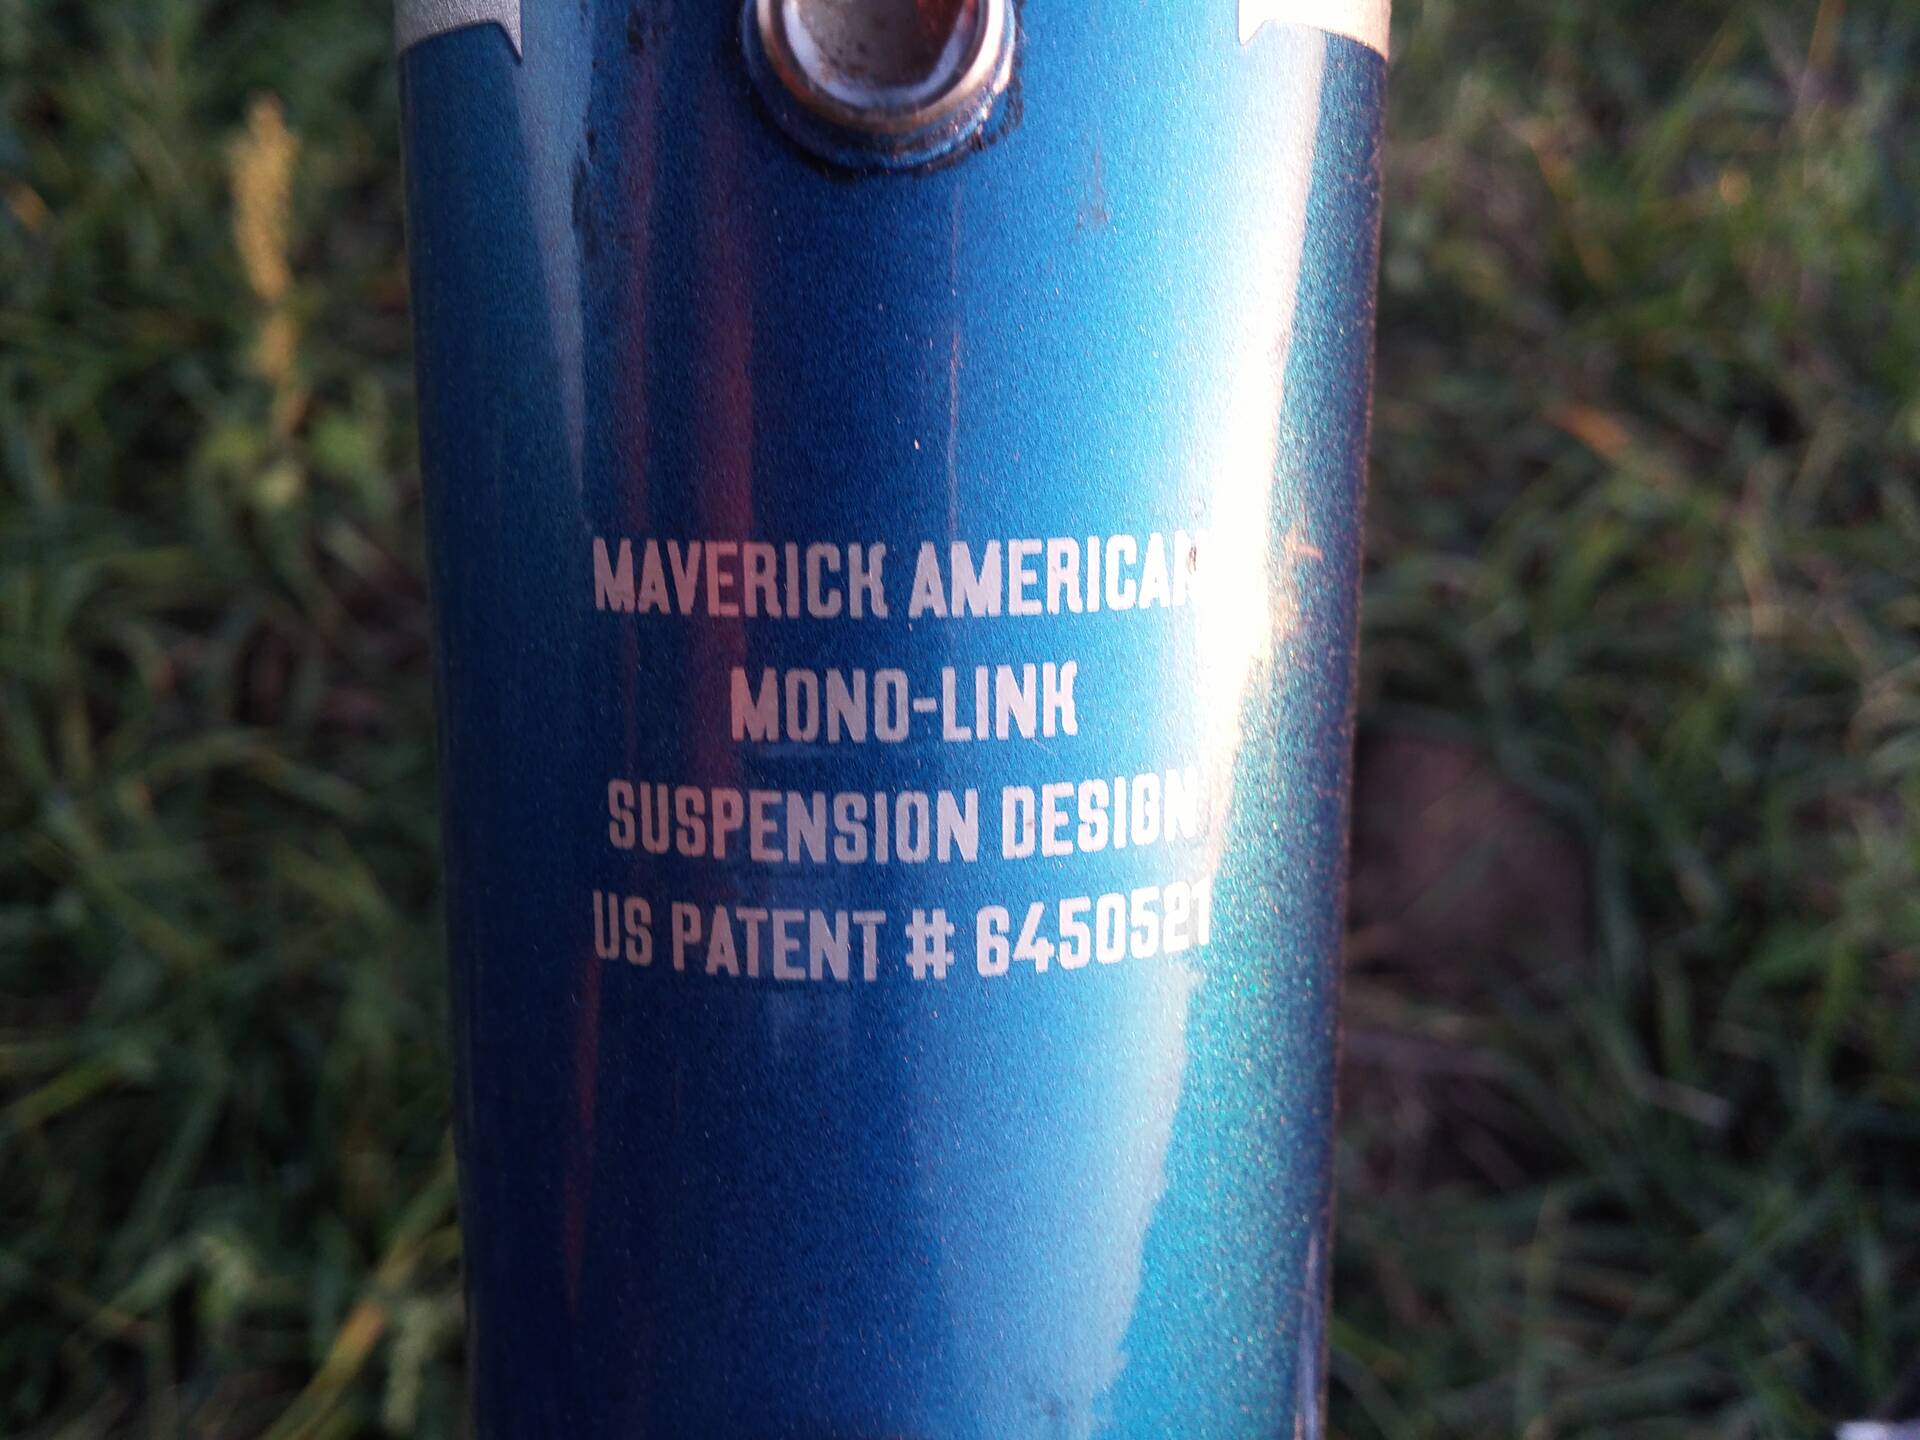 MAVERICK AMERICAN
MONO-LINK
SUSPENSION DESIGN
US PATENT # 6450521